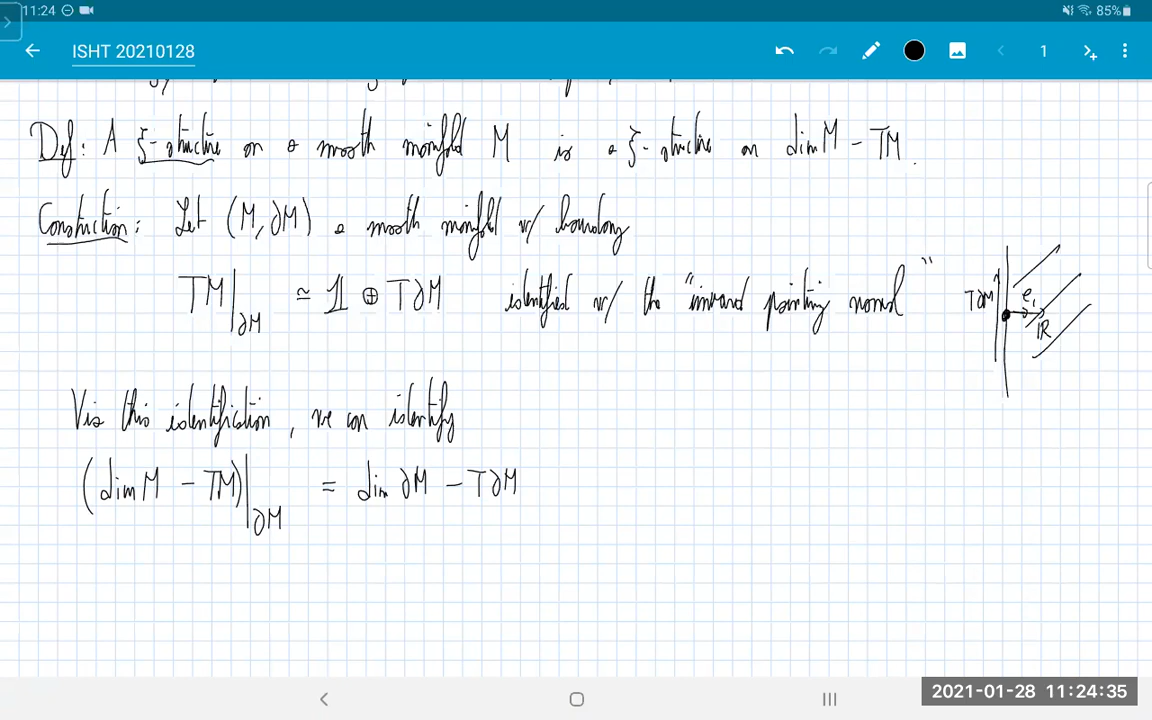 11:24
85%
ISHT 20210128
1
Def: A ξ-structure on a smooth manifold M is a ξ-structure on dim M - TM.
Construction: Let (M, ∂M) a smooth manifold w/ boundary
TM|∂M ≃ 1 ⊕ T∂M identified w/ the "inward pointing normal"
T∂M e₁ ℝ
Via this identification, we can identify
(dim M - TM)|∂M = dim ∂M - T∂M
2021-01-28 11:24:35